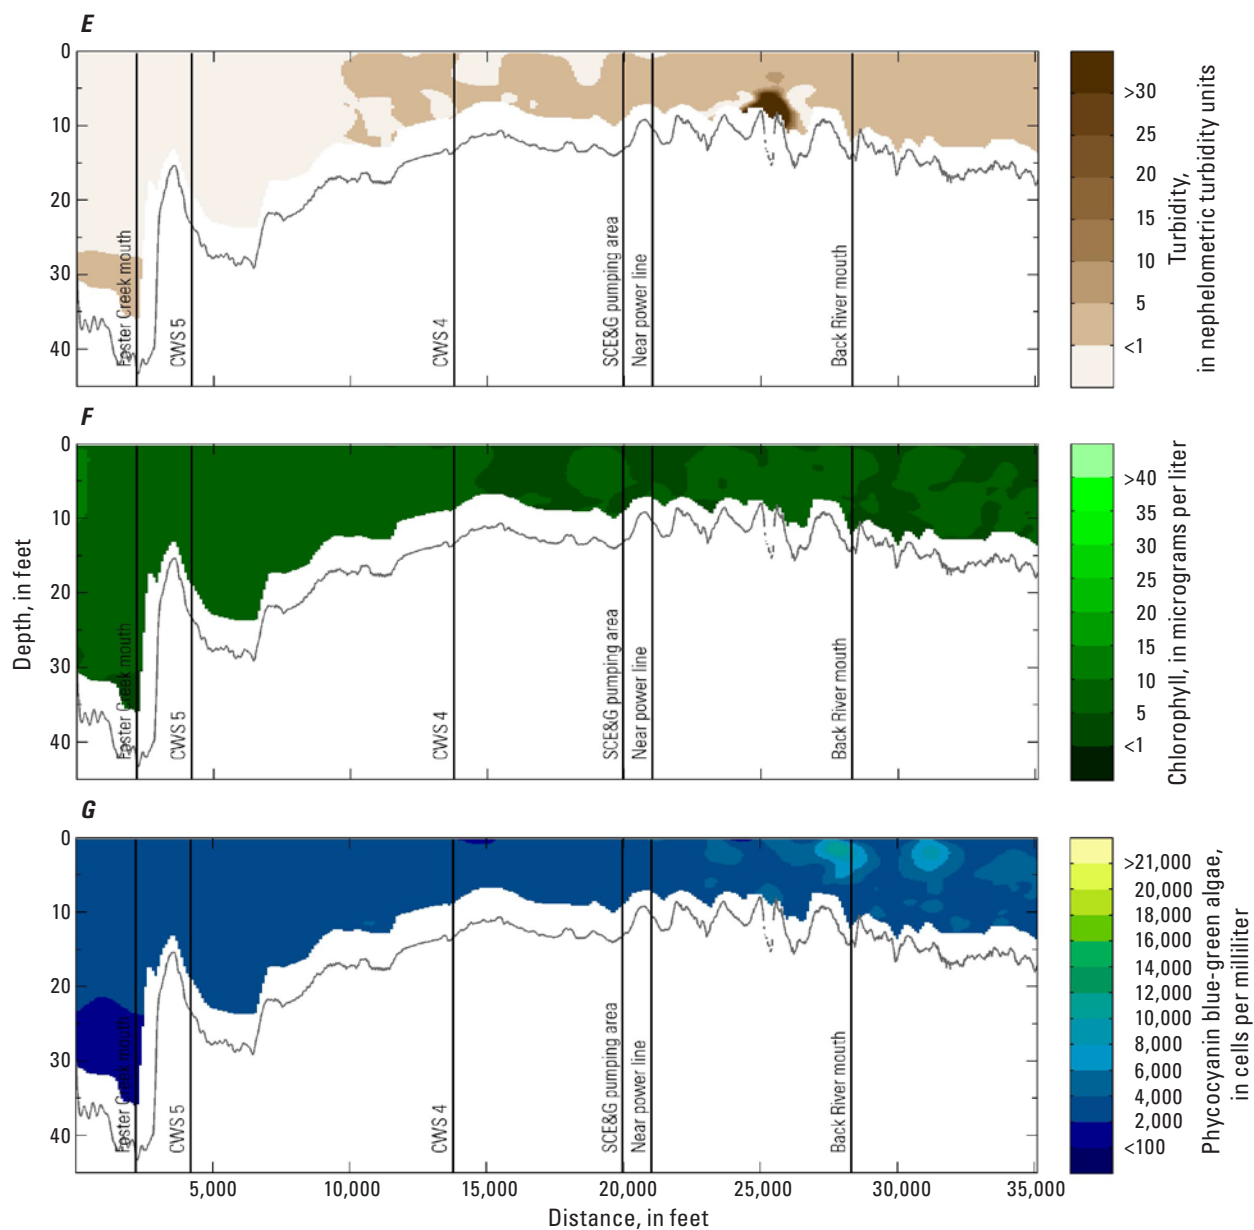 E
0
10
20
30
40
Foster Creek mouth
CWS 5
CWS 4
SCE&G pumping area
Near power line
Back River mouth
>30
25
20
15
10
5
<1
Turbidity,
in nephelometric turbidity units
F
0
10
20
30
40
Depth, in feet
Foster Creek mouth
CWS 5
CWS 4
SCE&G pumping area
Near power line
Back River mouth
>40
35
30
25
20
15
10
5
<1
Chlorophyll, in micrograms per liter
G
0
10
20
30
40
Foster Creek mouth
CWS 5
CWS 4
SCE&G pumping area
Near power line
Back River mouth
>21,000
20,000
18,000
16,000
14,000
12,000
10,000
8,000
6,000
4,000
2,000
<100
Phycocyanin blue-green algae,
in cells per milliliter
5,000 10,000 15,000 20,000 25,000 30,000 35,000
Distance, in feet